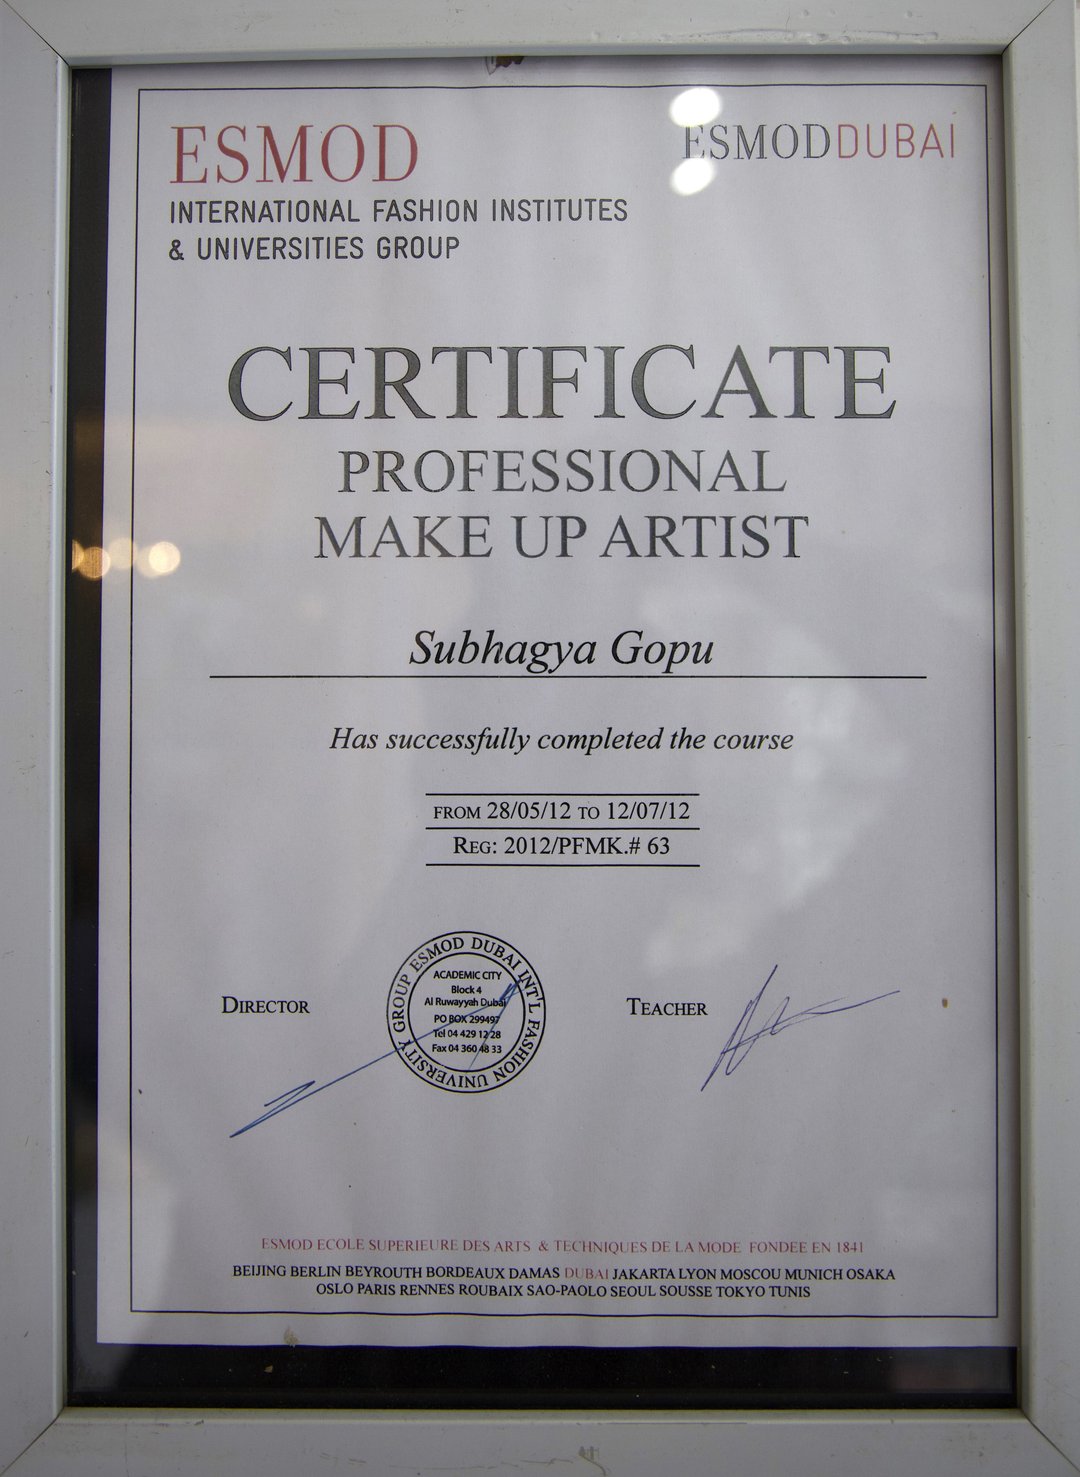 ESMOD
INTERNATIONAL FASHION INSTITUTES
& UNIVERSITIES GROUP
ESMODDUBAÍ
CERTIFICATE
PROFESSIONAL
MAKE UP ARTIST
Subhagya Gopu
Has successfully completed the course
FROM 28/05/12 TO 12/07/12
REG: 2012/PFMK.# 63
DIRECTOR
GROUP ESMOD DUBAI INT'L FASHION UNIVERSITY
ACADEMIC CITY
Block 4
Al Ruwayyah Dubai
PO BOX 299497
Tel 04 429 12 28
Fax 04 360 48 33
TEACHER
ESMOD ECOLE SUPERIEURE DES ARTS & TECHNIQUES DE LA MODE FONDEE EN 1841
BEIJING BERLIN BEYROUTH BORDEAUX DAMAS DUBAI JAKARTA LYON MOSCOU MUNICH OSAKA
OSLO PARIS RENNES ROUBAIX SAO-PAOLO SEOUL SOUSSE TOKYO TUNIS